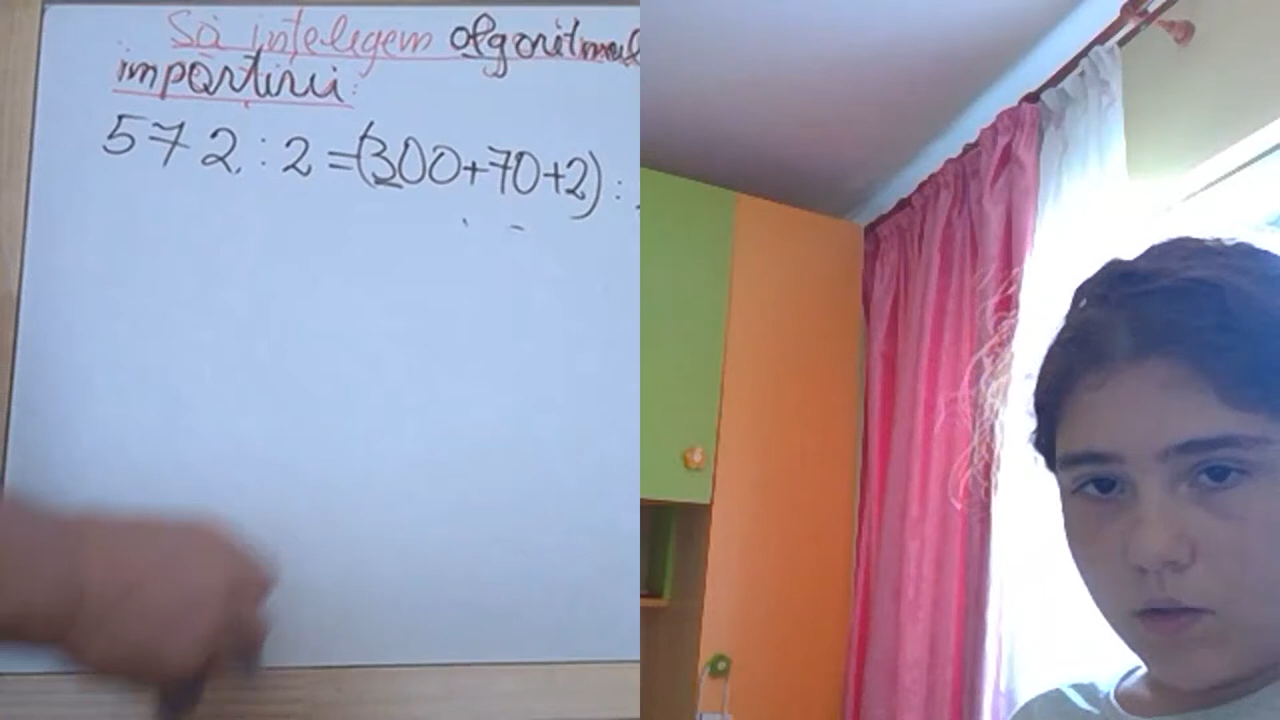 Să înțelegem algoritmul
împărțirii:
572 : 2 = (300+70+2) :